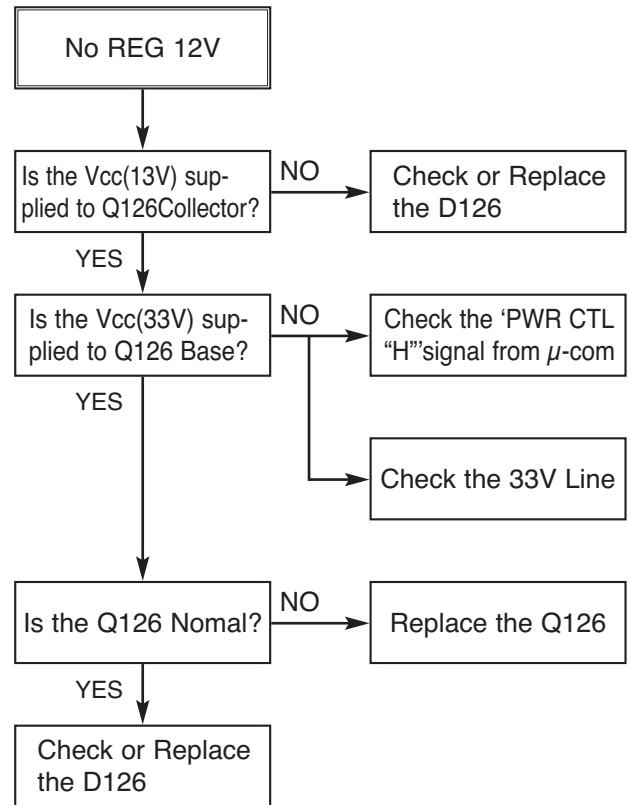 No REG 12V
Is the Vcc(13V) sup-
plied to Q126Collector?
NO
Check or Replace
the D126
YES
Is the Vcc(33V) sup-
plied to Q126 Base?
NO
Check the ‘PWR CTL
“H”’signal from µ-com
YES
Check the 33V Line
Is the Q126 Nomal?
NO
Replace the Q126
YES
Check or Replace
the D126